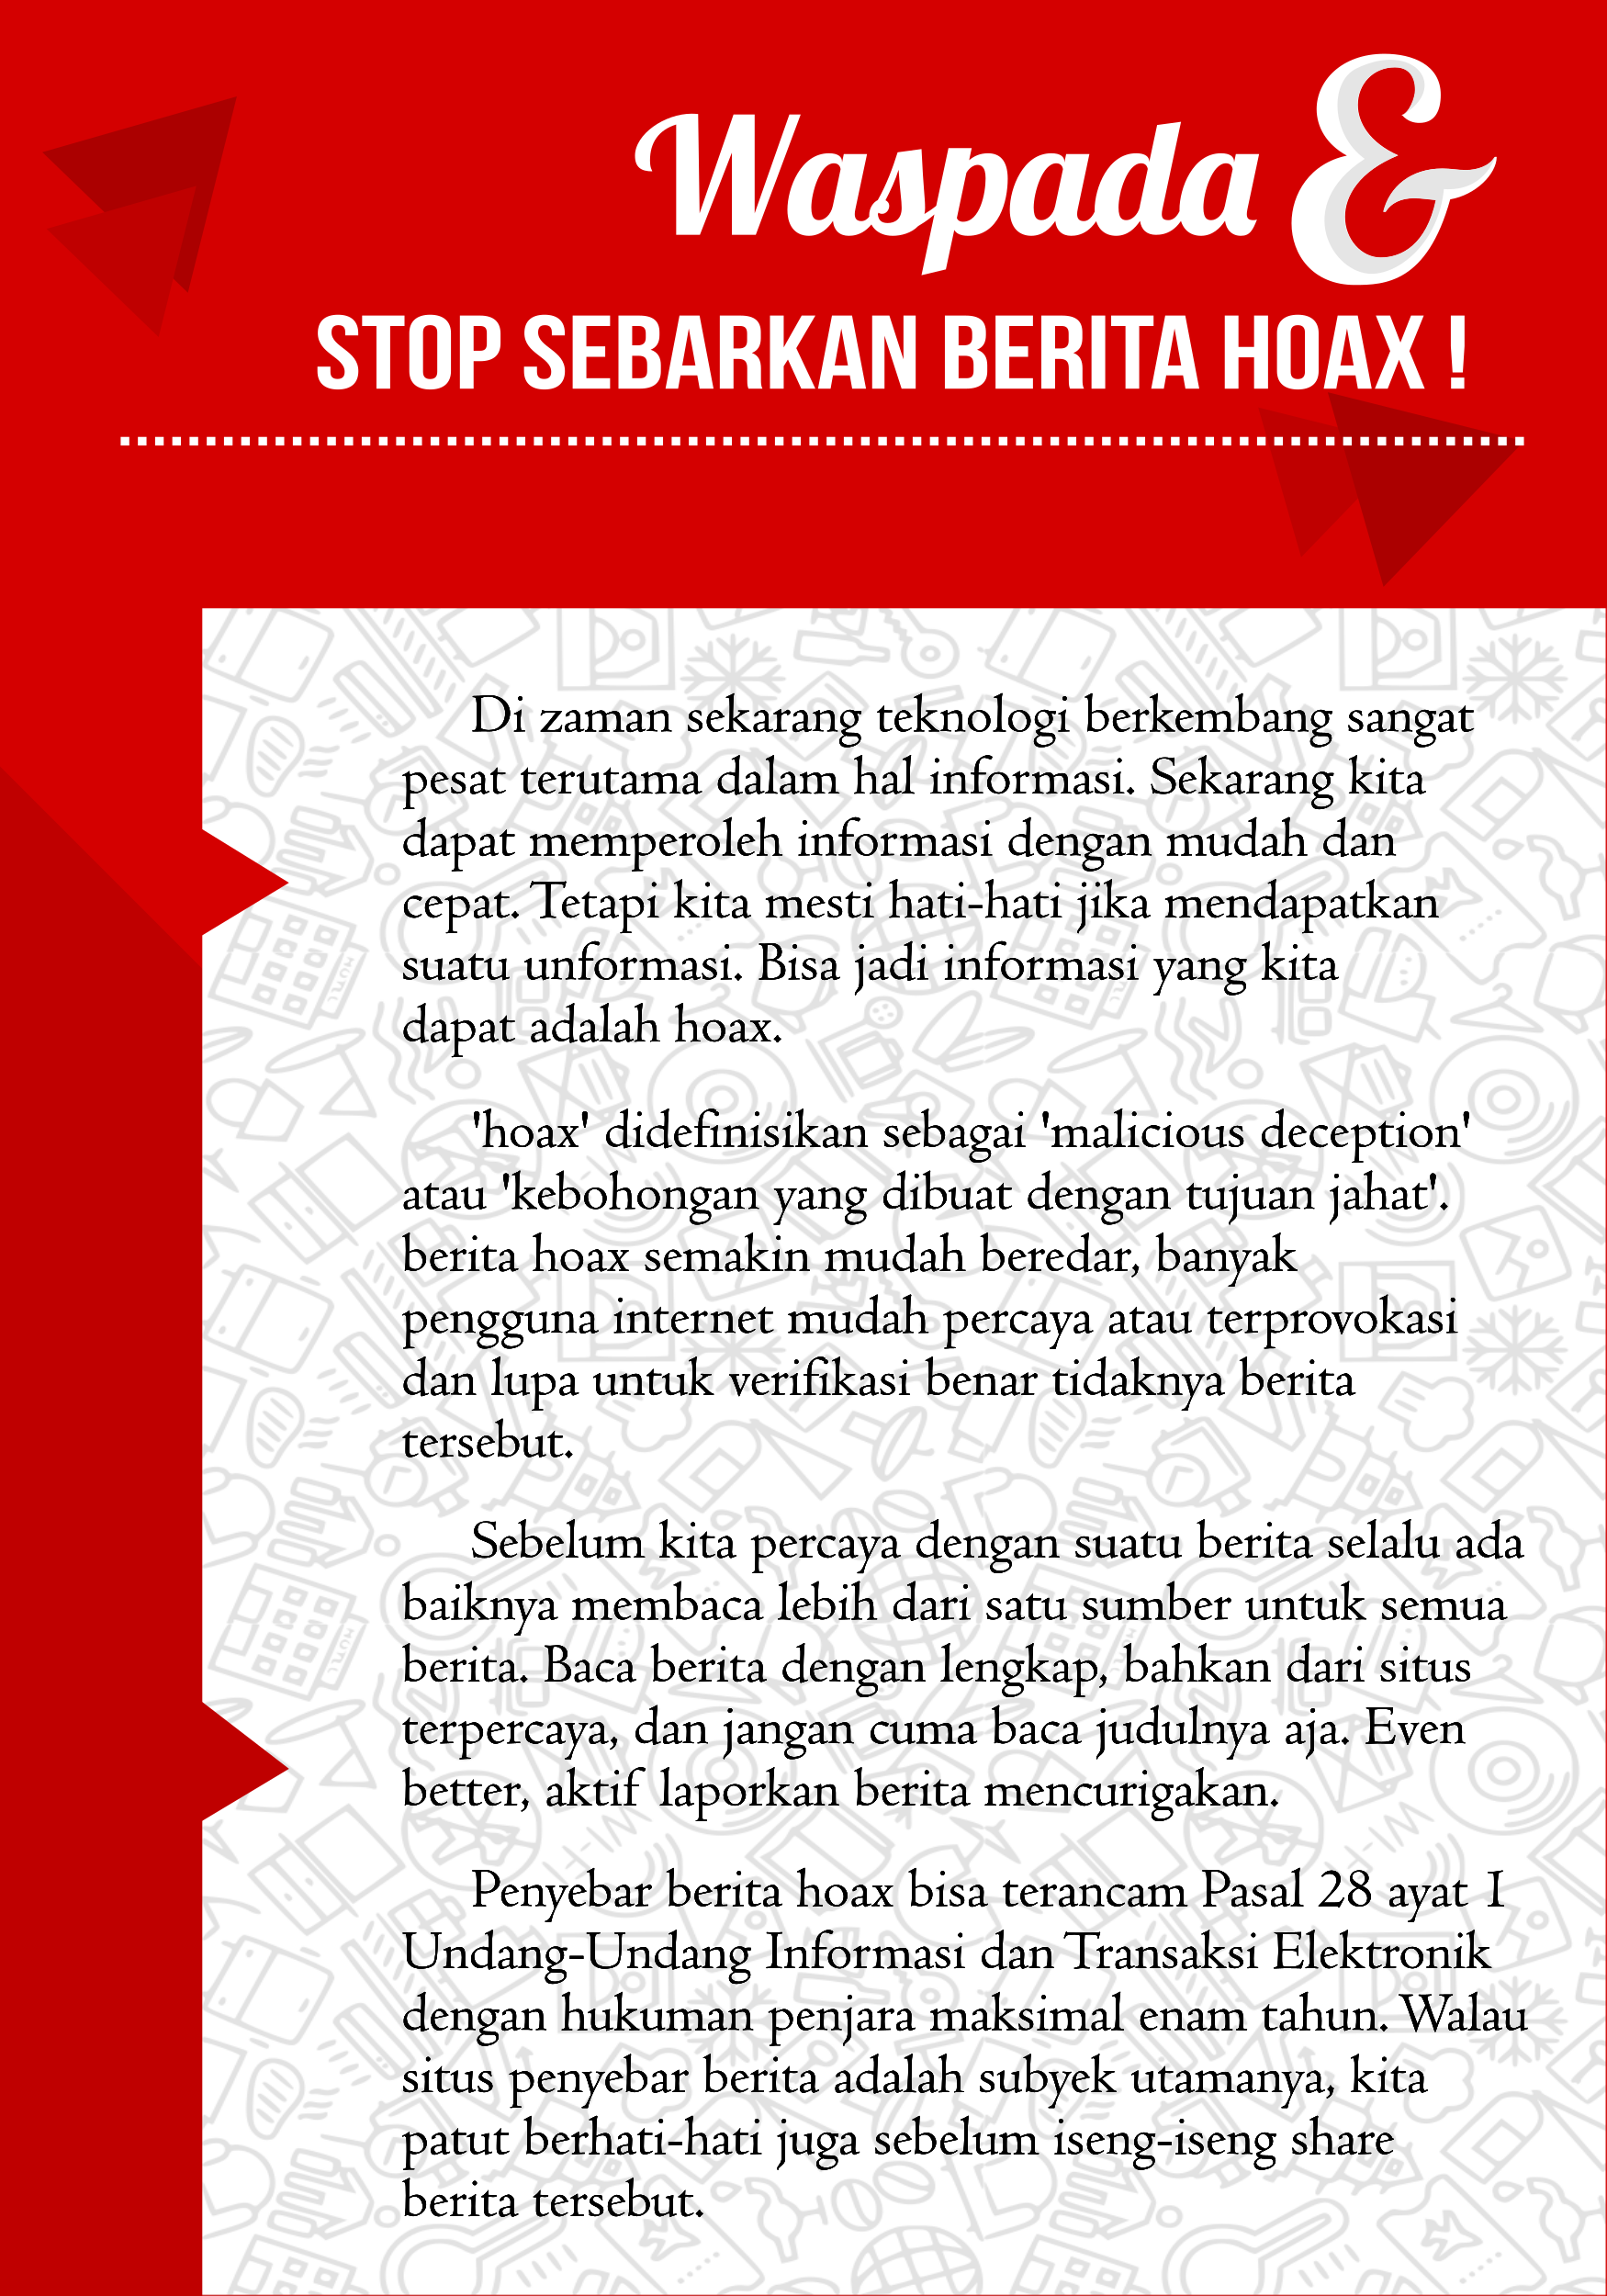 Waspada &
STOP SEBARKAN BERITA HOAX !
Di zaman sekarang teknologi berkembang sangat
pesat terutama dalam hal informasi. Sekarang kita
dapat memperoleh informasi dengan mudah dan
cepat. Tetapi kita mesti hati-hati jika mendapatkan
suatu unformasi. Bisa jadi informasi yang kita
dapat adalah hoax.
'hoax' didefinisikan sebagai 'malicious deception'
atau 'kebohongan yang dibuat dengan tujuan jahat'.
berita hoax semakin mudah beredar, banyak
pengguna internet mudah percaya atau terprovokasi
dan lupa untuk verifikasi benar tidaknya berita
tersebut.
Sebelum kita percaya dengan suatu berita selalu ada
baiknya membaca lebih dari satu sumber untuk semua
berita. Baca berita dengan lengkap, bahkan dari situs
terpercaya, dan jangan cuma baca judulnya aja. Even
better, aktif laporkan berita mencurigakan.
Penyebar berita hoax bisa terancam Pasal 28 ayat 1
Undang-Undang Informasi dan Transaksi Elektronik
dengan hukuman penjara maksimal enam tahun. Walau
situs penyebar berita adalah subyek utamanya, kita
patut berhati-hati juga sebelum iseng-iseng share
berita tersebut.